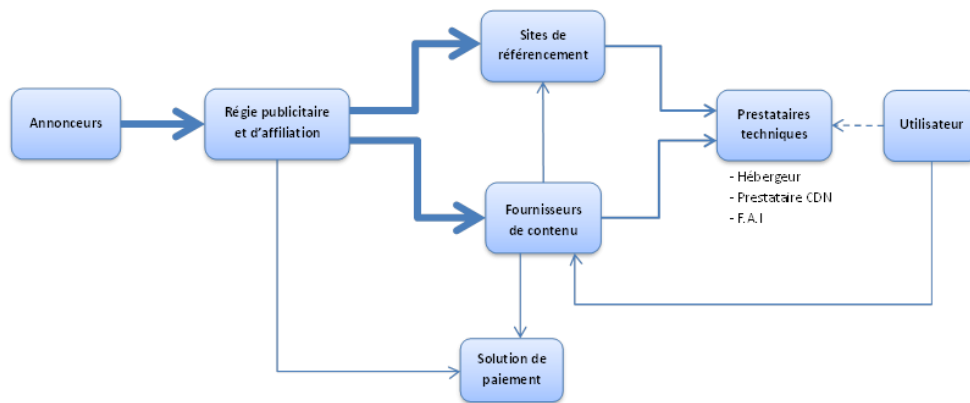 Sites de
référencement
Annonceurs
Régie publicitaire
et d'affiliation
Prestataires
techniques
Utilisateur
- Hébergeur
- Prestataire CDN
- F.A.I
Fournisseurs
de contenu
Solution de
paiement